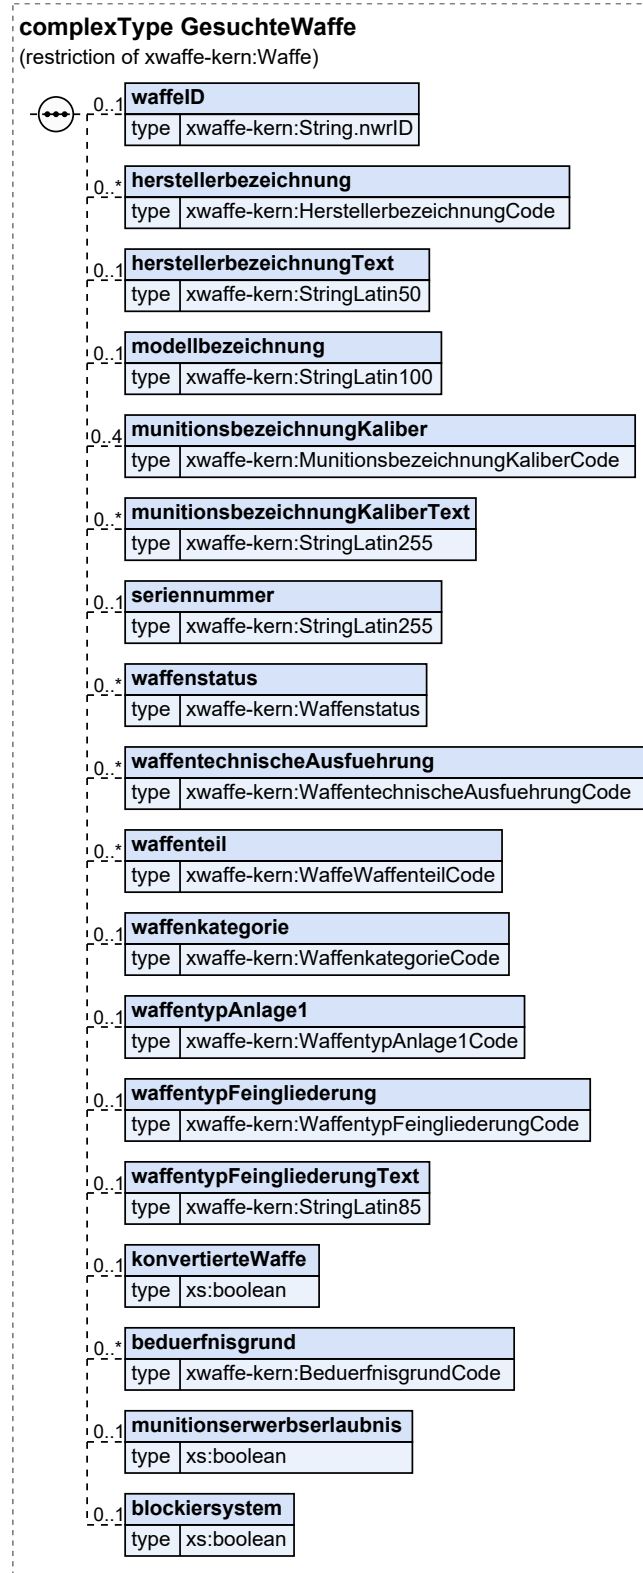 complexType GesuchteWaffe
(restriction of xwaffe-kern:Waffe)
0..1 waffeID
type xwaffe-kern:String.nwrID
0..* herstellerbezeichnung
type xwaffe-kern:HerstellerbezeichnungCode
0..1 herstellerbezeichnungText
type xwaffe-kern:StringLatin50
0..1 modellbezeichnung
type xwaffe-kern:StringLatin100
0..4 munitionsbezeichnungKaliber
type xwaffe-kern:MunitionsbezeichnungKaliberCode
0..* munitionsbezeichnungKaliberText
type xwaffe-kern:StringLatin255
0..1 seriennummer
type xwaffe-kern:StringLatin255
0..* waffenstatus
type xwaffe-kern:Waffenstatus
0..* waffentechnischeAusfuehrung
type xwaffe-kern:WaffentechnischeAusfuehrungCode
0..* waffenteil
type xwaffe-kern:WaffeWaffenteilCode
0..1 waffenkategorie
type xwaffe-kern:WaffenkategorieCode
0..1 waffentypAnlage1
type xwaffe-kern:WaffentypAnlage1Code
0..1 waffentypFeingliederung
type xwaffe-kern:WaffentypFeingliederungCode
0..1 waffentypFeingliederungText
type xwaffe-kern:StringLatin85
0..1 konvertierteWaffe
type xs:boolean
0..* beduerfnisgrund
type xwaffe-kern:BeduerfnisgrundCode
0..1 munitionserwerbserlaubnis
type xs:boolean
0..1 blockiersystem
type xs:boolean